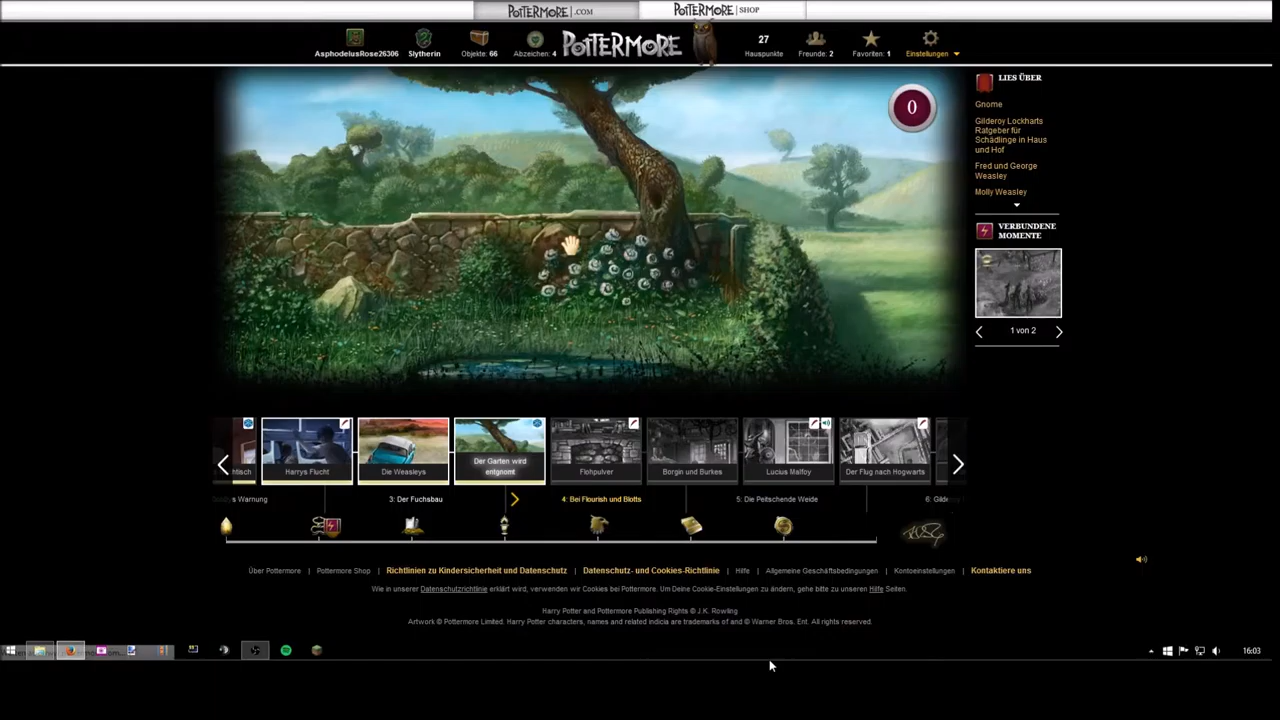 POTTERMORE .COM
POTTERMORE SHOP
AsphodelusRose26306
Slytherin
Objekte: 66
Abzeichen: 4
POTTERMORE
27
Hauspunkte
Freunde: 2
Favoriten: 1
Einstellungen
0
LIES ÜBER
Gnome
Gilderoy Lockharts
Ratgeber für
Schädlinge in Haus
und Hof
Fred und George
Weasley
Molly Weasley
VERBUNDENE
MOMENTE
1 von 2
htisch
Harrys Flucht
Die Weasleys
Der Garten wird
entgnomt
Flohpulver
Borgin und Burkes
Lucius Malfoy
Der Flug nach Hogwarts
s Warnung
3: Der Fuchsbau
4: Bei Flourish und Blotts
5: Die Peitschende Weide
6: Gilde
Über Pottermore
Pottermore Shop
Richtlinien zu Kindersicherheit und Datenschutz
Datenschutz- und Cookies-Richtlinie
Hilfe
Allgemeine Geschäftsbedingungen
Kontoeinstellungen
Kontaktiere uns
Wie in unserer Datenschutzrichtlinie erklärt wird, verwenden wir Cookies bei Pottermore. Um Deine Cookie-Einstellungen zu ändern, gehe bitte zu unseren Hilfe Seiten.
Harry Potter and Pottermore Publishing Rights © J.K. Rowling
Artwork © Pottermore Limited. Harry Potter characters, names and related indicia are trademarks of and © Warner Bros. Ent. All rights reserved.
16:03